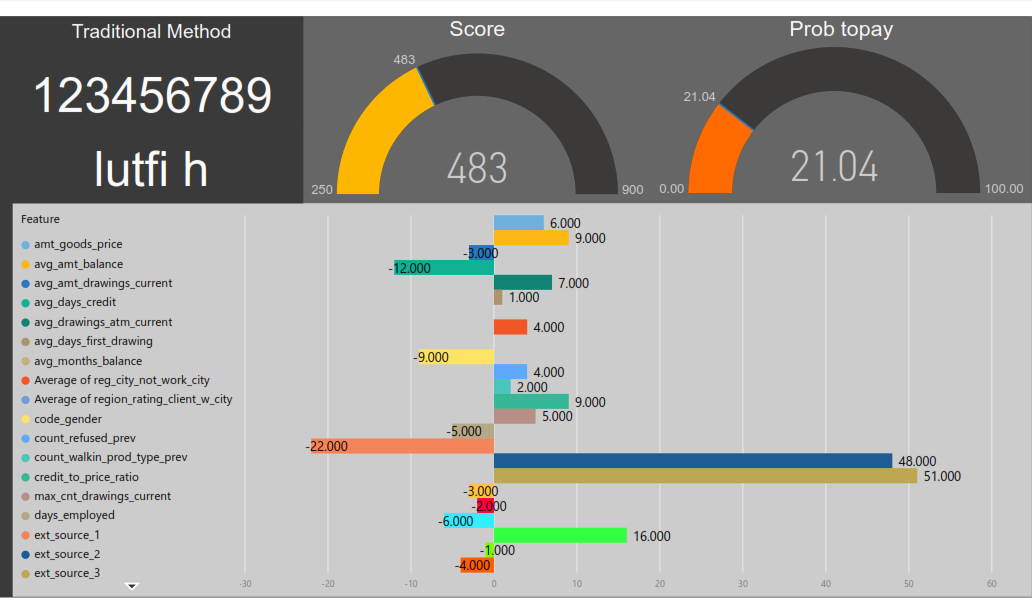 Traditional Method
123456789
lutfi h
Score
483
483
250
900
Prob topay
21.04
21.04
0.00
100.00
Feature
amt_goods_price
avg_amt_balance
avg_amt_drawings_current
avg_days_credit
avg_drawings_atm_current
avg_days_first_drawing
avg_months_balance
Average of reg_city_not_work_city
Average of region_rating_client_w_city
code_gender
count_refused_prev
count_walkin_prod_type_prev
credit_to_price_ratio
max_cnt_drawings_current
days_employed
ext_source_1
ext_source_2
ext_source_3
6.000
9.000
-3.000
-12.000
7.000
1.000
4.000
-9.000
4.000
2.000
9.000
5.000
-5.000
-22.000
48.000
51.000
-3.000
-2.000
-6.000
16.000
-1.000
-4.000
-30 -20 -10 0 10 20 30 40 50 60